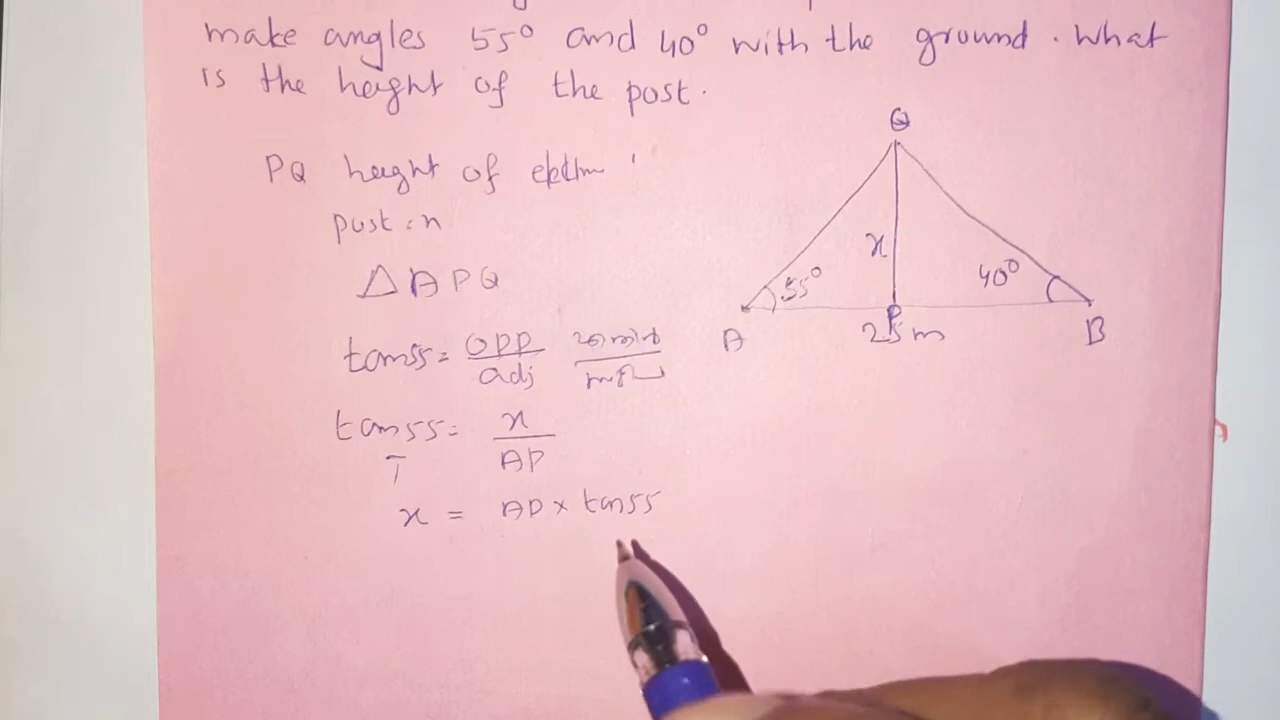 make angles 55° and 40° with the ground. What
is the height of the post.
PQ height of
post = x
△APQ
tan55 = opp/adj
tan55 = x/AP
x = AP × tan55
Q
x
55°
40°
A
P
25m
B